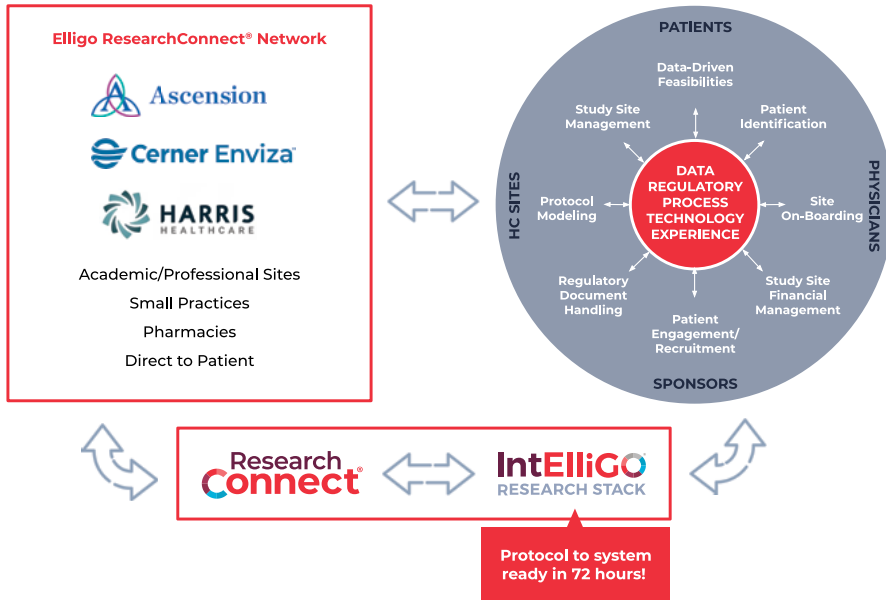 Elligo ResearchConnect® Network
Ascension
Cerner Enviza™
HARRIS
HEALTHCARE
Academic/Professional Sites
Small Practices
Pharmacies
Direct to Patient
PATIENTS
PHYSICIANS
SPONSORS
HC SITES
Data-Driven
Feasibilities
Patient
Identification
Site
On-Boarding
Study Site
Financial
Management
Patient
Engagement/
Recruitment
Regulatory
Document
Handling
Protocol
Modeling
Study Site
Management
DATA
REGULATORY
PROCESS
TECHNOLOGY
EXPERIENCE
Research
Connect®
IntElliGO®
RESEARCH STACK
Protocol to system
ready in 72 hours!